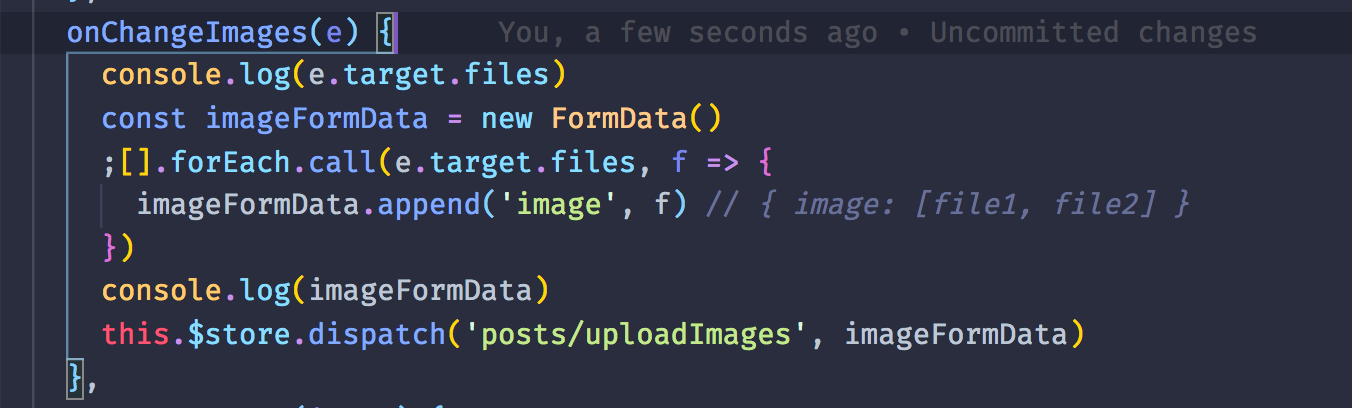 onChangeImages(e) { You, a few seconds ago • Uncommitted changes
console.log(e.target.files)
const imageFormData = new FormData()
;[].forEach.call(e.target.files, f => {
imageFormData.append('image', f) // { image: [file1, file2] }
})
console.log(imageFormData)
this.$store.dispatch('posts/uploadImages', imageFormData)
},